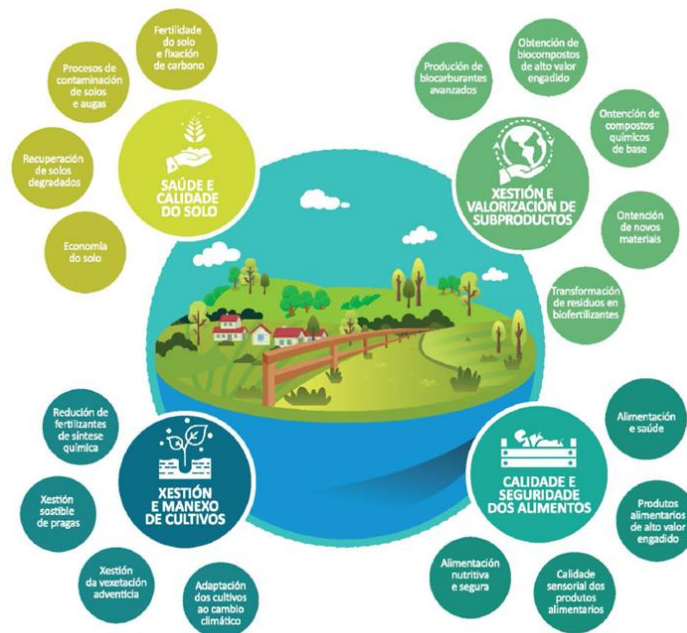 Fertilidade
do solo
e fixación
de carbono
Procesos de
contaminación
de solos
e augas
Recuperación
de solos
degradados
Economía
do solo
SAÚDE E
CALIDADE
DO SOLO
Obtención de
biocompostos
de alto valor
engadido
Produción de
biocarburantes
avanzados
Ontención de
compostos
químicos
de base
Ontención
de novos
materiais
Transformación
de residuos en
biofertilizantes
XESTIÓN E
VALORIZACIÓN DE
SUBPRODUCTOS
Redución de
fertilizantes
de síntese
química
Xestión
sostible
de pragas
Xestión
da vexetación
adventicia
Adaptación
dos cultivos
ao cambio
climático
XESTIÓN
E MANEXO
DE CULTIVOS
CALIDADE E
SEGURIDADE
DOS ALIMENTOS
Alimentación
e saúde
Produtos
alimentarios
de alto valor
engadido
Calidade
sensorial dos
produtos
alimentarios
Alimentación
nutritiva
e segura